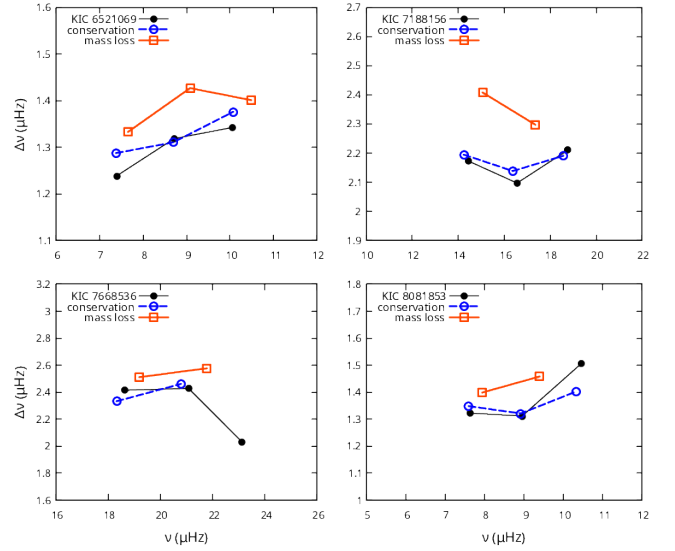 KIC 6521069
conservation
mass loss
Δν (μHz)
1.6
1.5
1.4
1.3
1.2
1.1
6 7 8 9 10 11 12
KIC 7188156
conservation
mass loss
2.7
2.6
2.5
2.4
2.3
2.2
2.1
2
1.9
10 12 14 16 18 20 22
KIC 7668536
conservation
mass loss
Δν (μHz)
3.2
3
2.8
2.6
2.4
2.2
2
1.8
1.6
16 18 20 22 24 26
ν (μHz)
KIC 8081853
conservation
mass loss
1.8
1.7
1.6
1.5
1.4
1.3
1.2
1.1
1
5 6 7 8 9 10 11 12
ν (μHz)